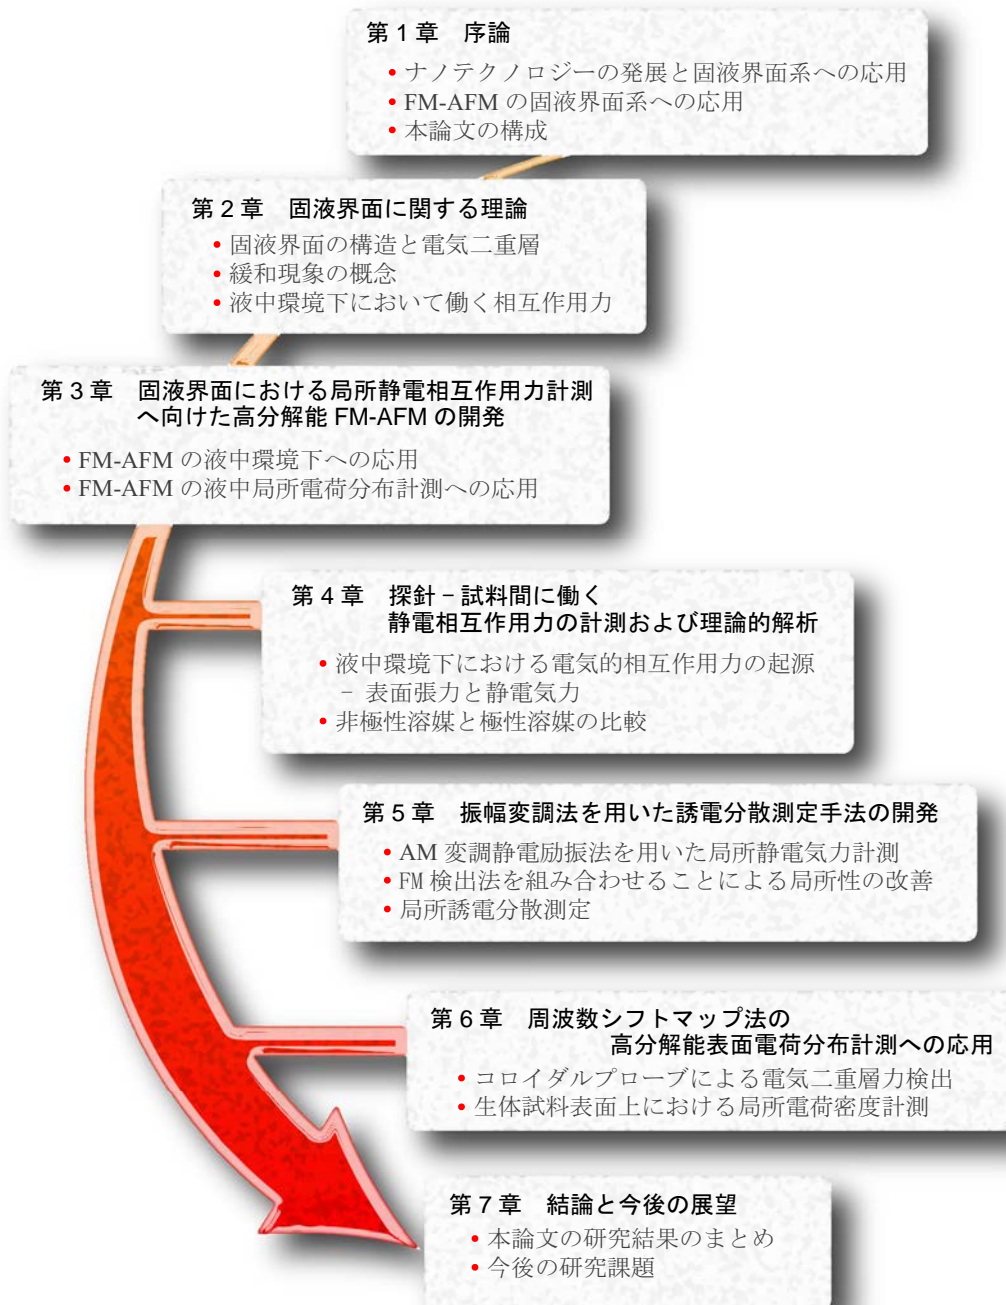 第1章 序論
• ナノテクノロジーの発展と固液界面系への応用
• FM-AFM の固液界面系への応用
• 本論文の構成
第2章 固液界面に関する理論
• 固液界面の構造と電気二重層
• 緩和現象の概念
• 液中環境下において働く相互作用力
第3章 固液界面における局所静電相互作用力計測
へ向けた高分解能 FM-AFM の開発
• FM-AFM の液中環境下への応用
• FM-AFM の液中局所電荷分布計測への応用
第4章 探針−試料間に働く
静電相互作用力の計測および理論的解析
• 液中環境下における電気的相互作用力の起源
− 表面張力と静電気力
• 非極性溶媒と極性溶媒の比較
第5章 振幅変調法を用いた誘電分散測定手法の開発
• AM 変調静電励振法を用いた局所静電気力計測
• FM 検出法を組み合わせることによる局所性の改善
• 局所誘電分散測定
第6章 周波数シフトマップ法の
高分解能表面電荷分布計測への応用
• コロイダルプローブによる電気二重層力検出
• 生体試料表面上における局所電荷密度計測
第7章 結論と今後の展望
• 本論文の研究結果のまとめ
• 今後の研究課題